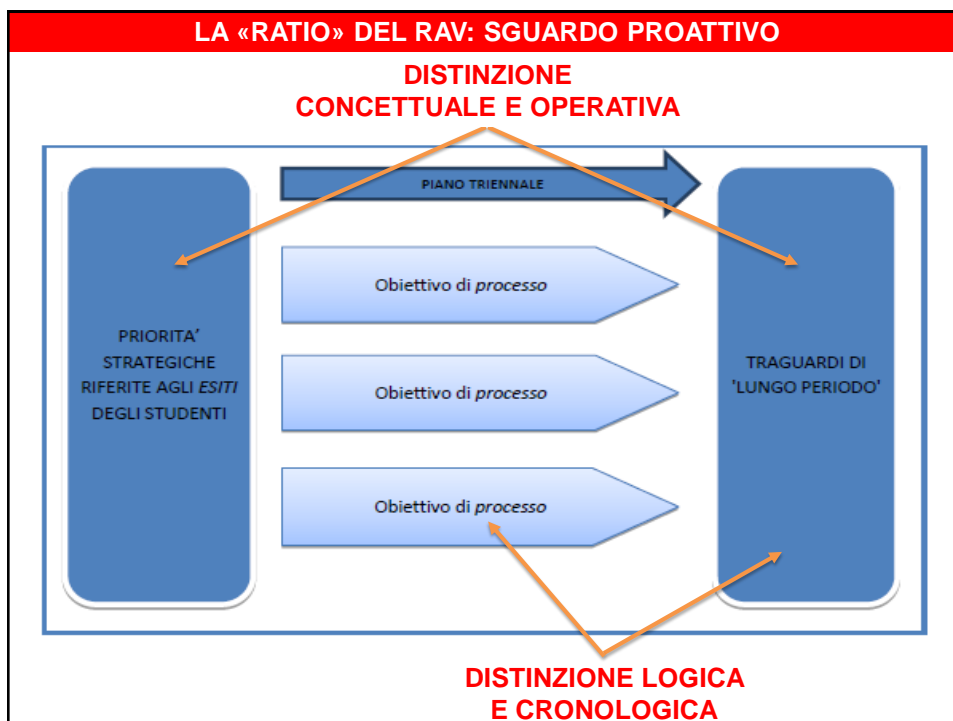 LA «RATIO» DEL RAV: SGUARDO PROATTIVO
DISTINZIONE
CONCETTUALE E OPERATIVA
PIANO TRIENNALE
Obiettivo di processo
PRIORITA’
STRATEGICHE
RIFERITE AGLI ESITI
DEGLI STUDENTI
Obiettivo di processo
TRAGUARDI DI
'LUNGO PERIODO'
Obiettivo di processo
DISTINZIONE LOGICA
E CRONOLOGICA